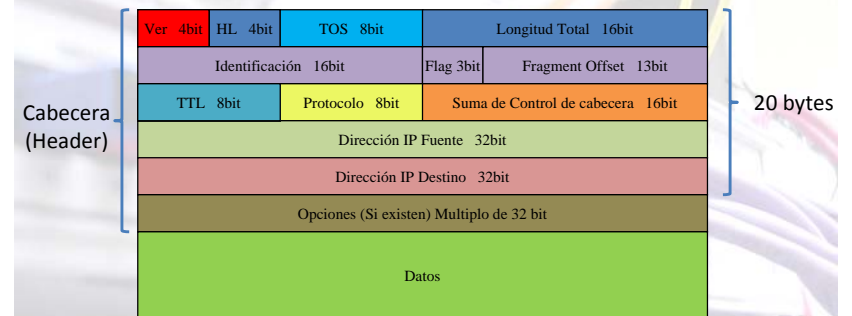 Ver 4bit HL 4bit TOS 8bit Longitud Total 16bit
Identificación 16bit Flag 3bit Fragment Offset 13bit
TTL 8bit Protocolo 8bit Suma de Control de cabecera 16bit
Cabecera
(Header)
20 bytes
Dirección IP Fuente 32bit
Dirección IP Destino 32bit
Opciones (Si existen) Multiplo de 32 bit
Datos